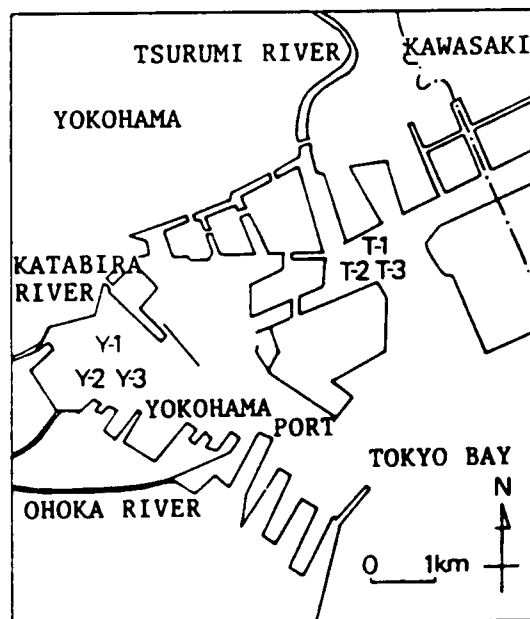 TSURUMI RIVER
KAWASAKI
YOKOHAMA
T-1
T-2 T-3
KATABIRA
RIVER
Y-1
Y-2 Y-3
YOKOHAMA
PORT
TOKYO BAY
OHOKA RIVER
N
0 1km